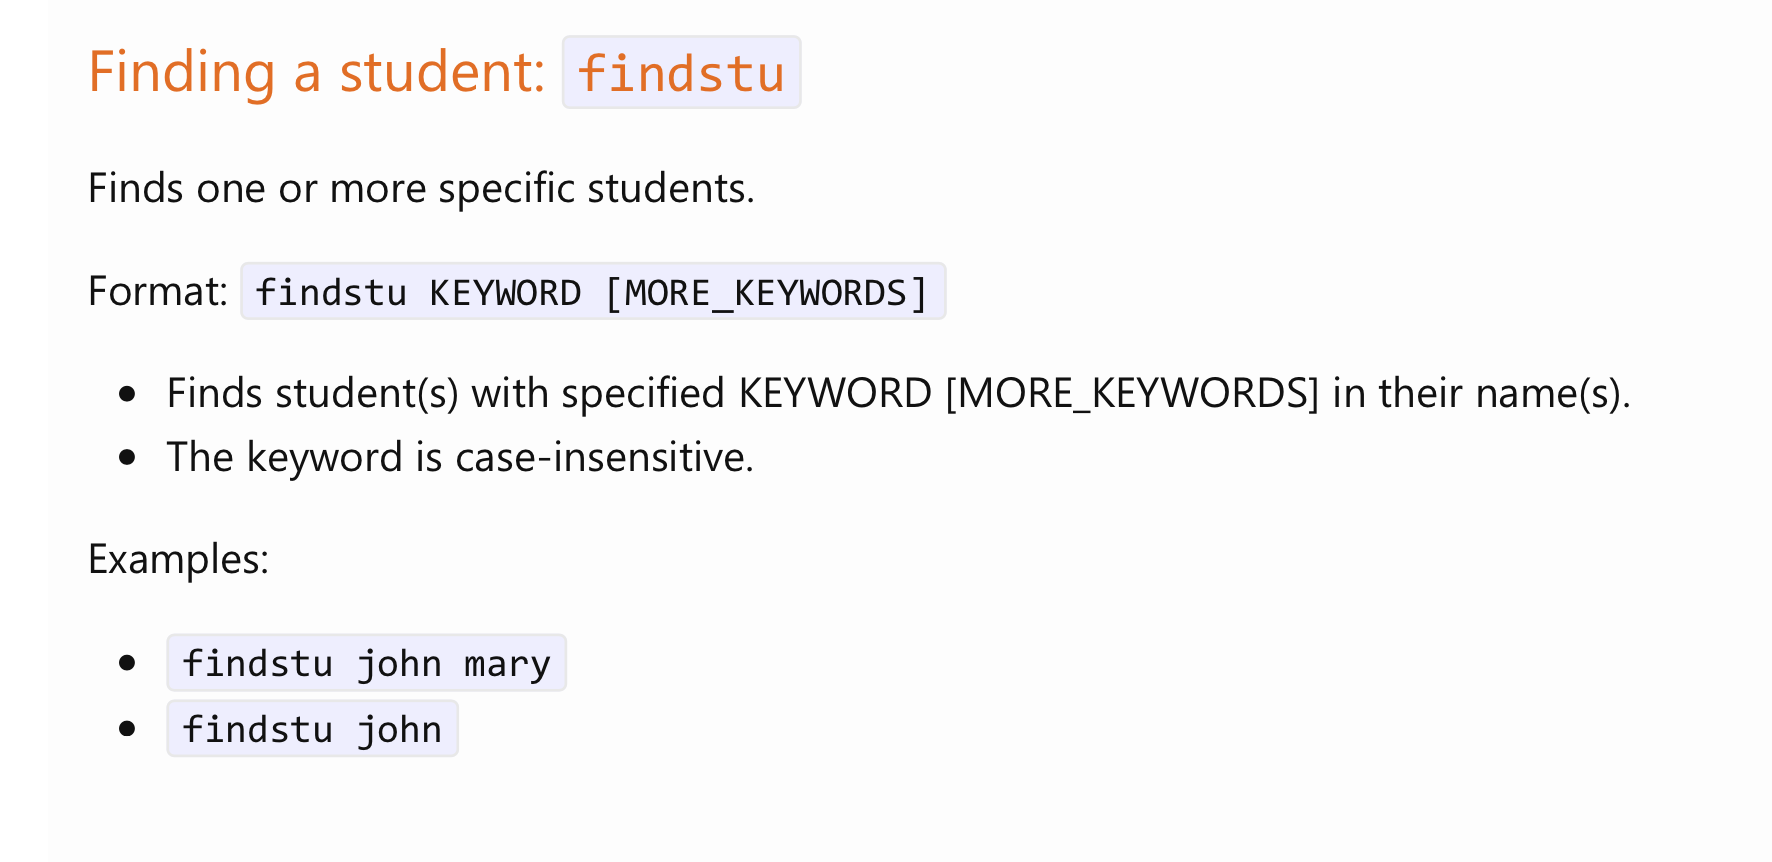 Finding a student: findstu
Finds one or more specific students.
Format: findstu KEYWORD [MORE_KEYWORDS]
• Finds student(s) with specified KEYWORD [MORE_KEYWORDS] in their name(s).
• The keyword is case-insensitive.
Examples:
• findstu john mary
• findstu john